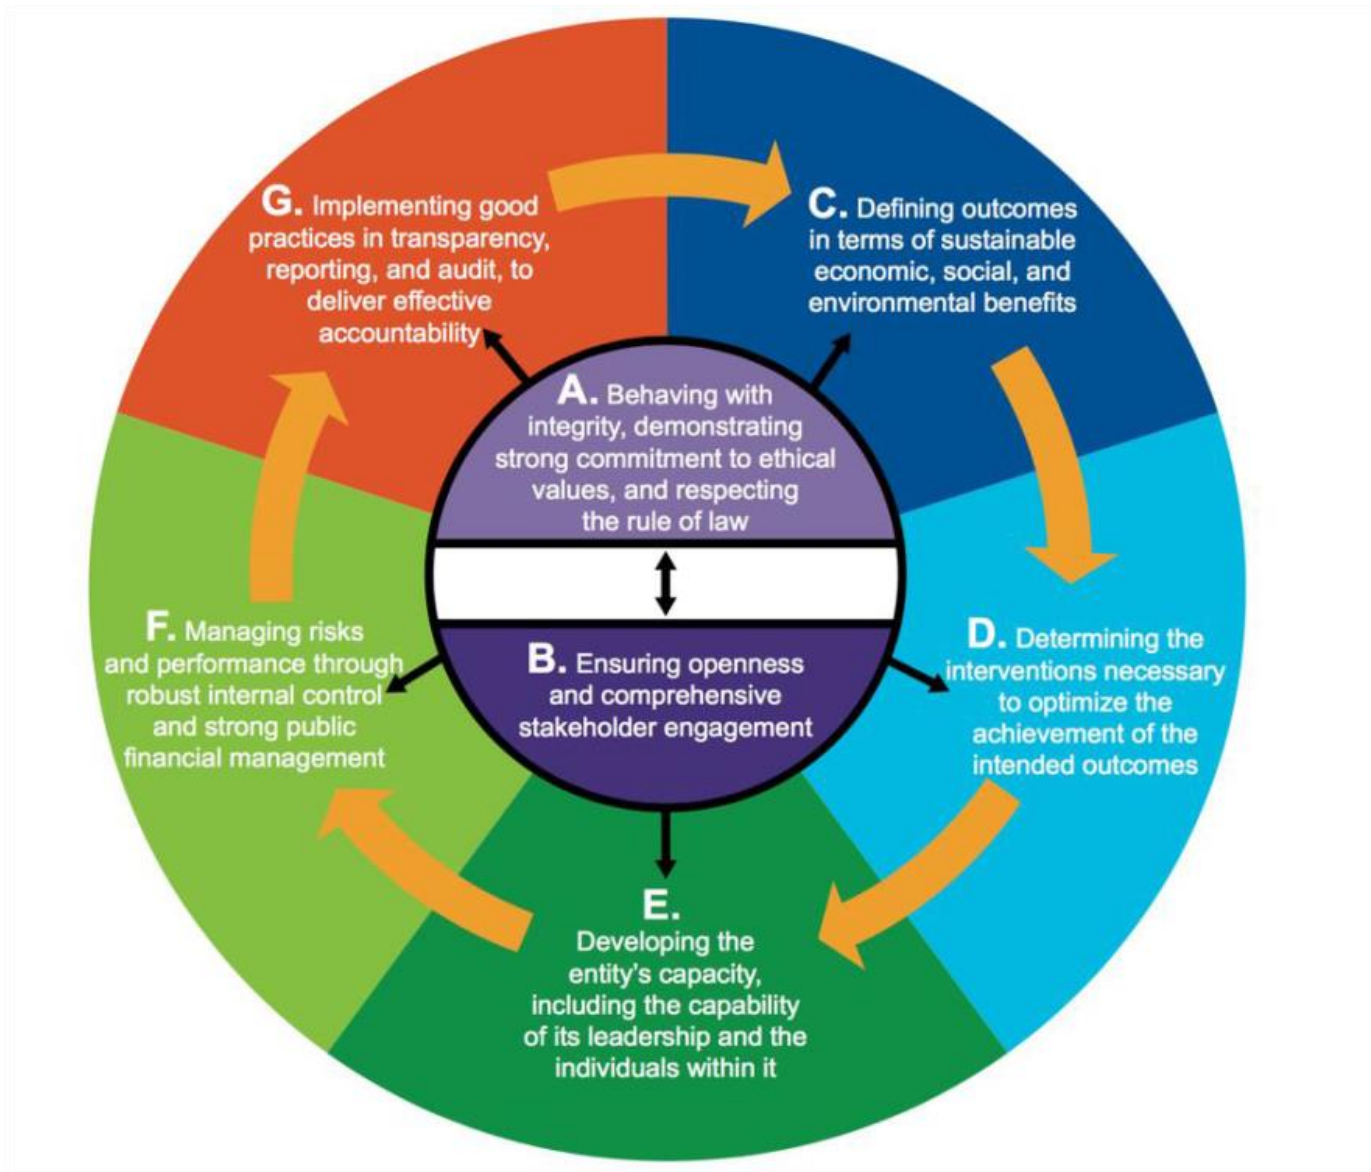 G. Implementing good
practices in transparency,
reporting, and audit, to
deliver effective
accountability
C. Defining outcomes
in terms of sustainable
economic, social, and
environmental benefits
A. Behaving with
integrity, demonstrating
strong commitment to ethical
values, and respecting
the rule of law
F. Managing risks
and performance through
robust internal control
and strong public
financial management
B. Ensuring openness
and comprehensive
stakeholder engagement
D. Determining the
interventions necessary
to optimize the
achievement of the
intended outcomes
E.
Developing the
entity's capacity,
including the capability
of its leadership and the
individuals within it